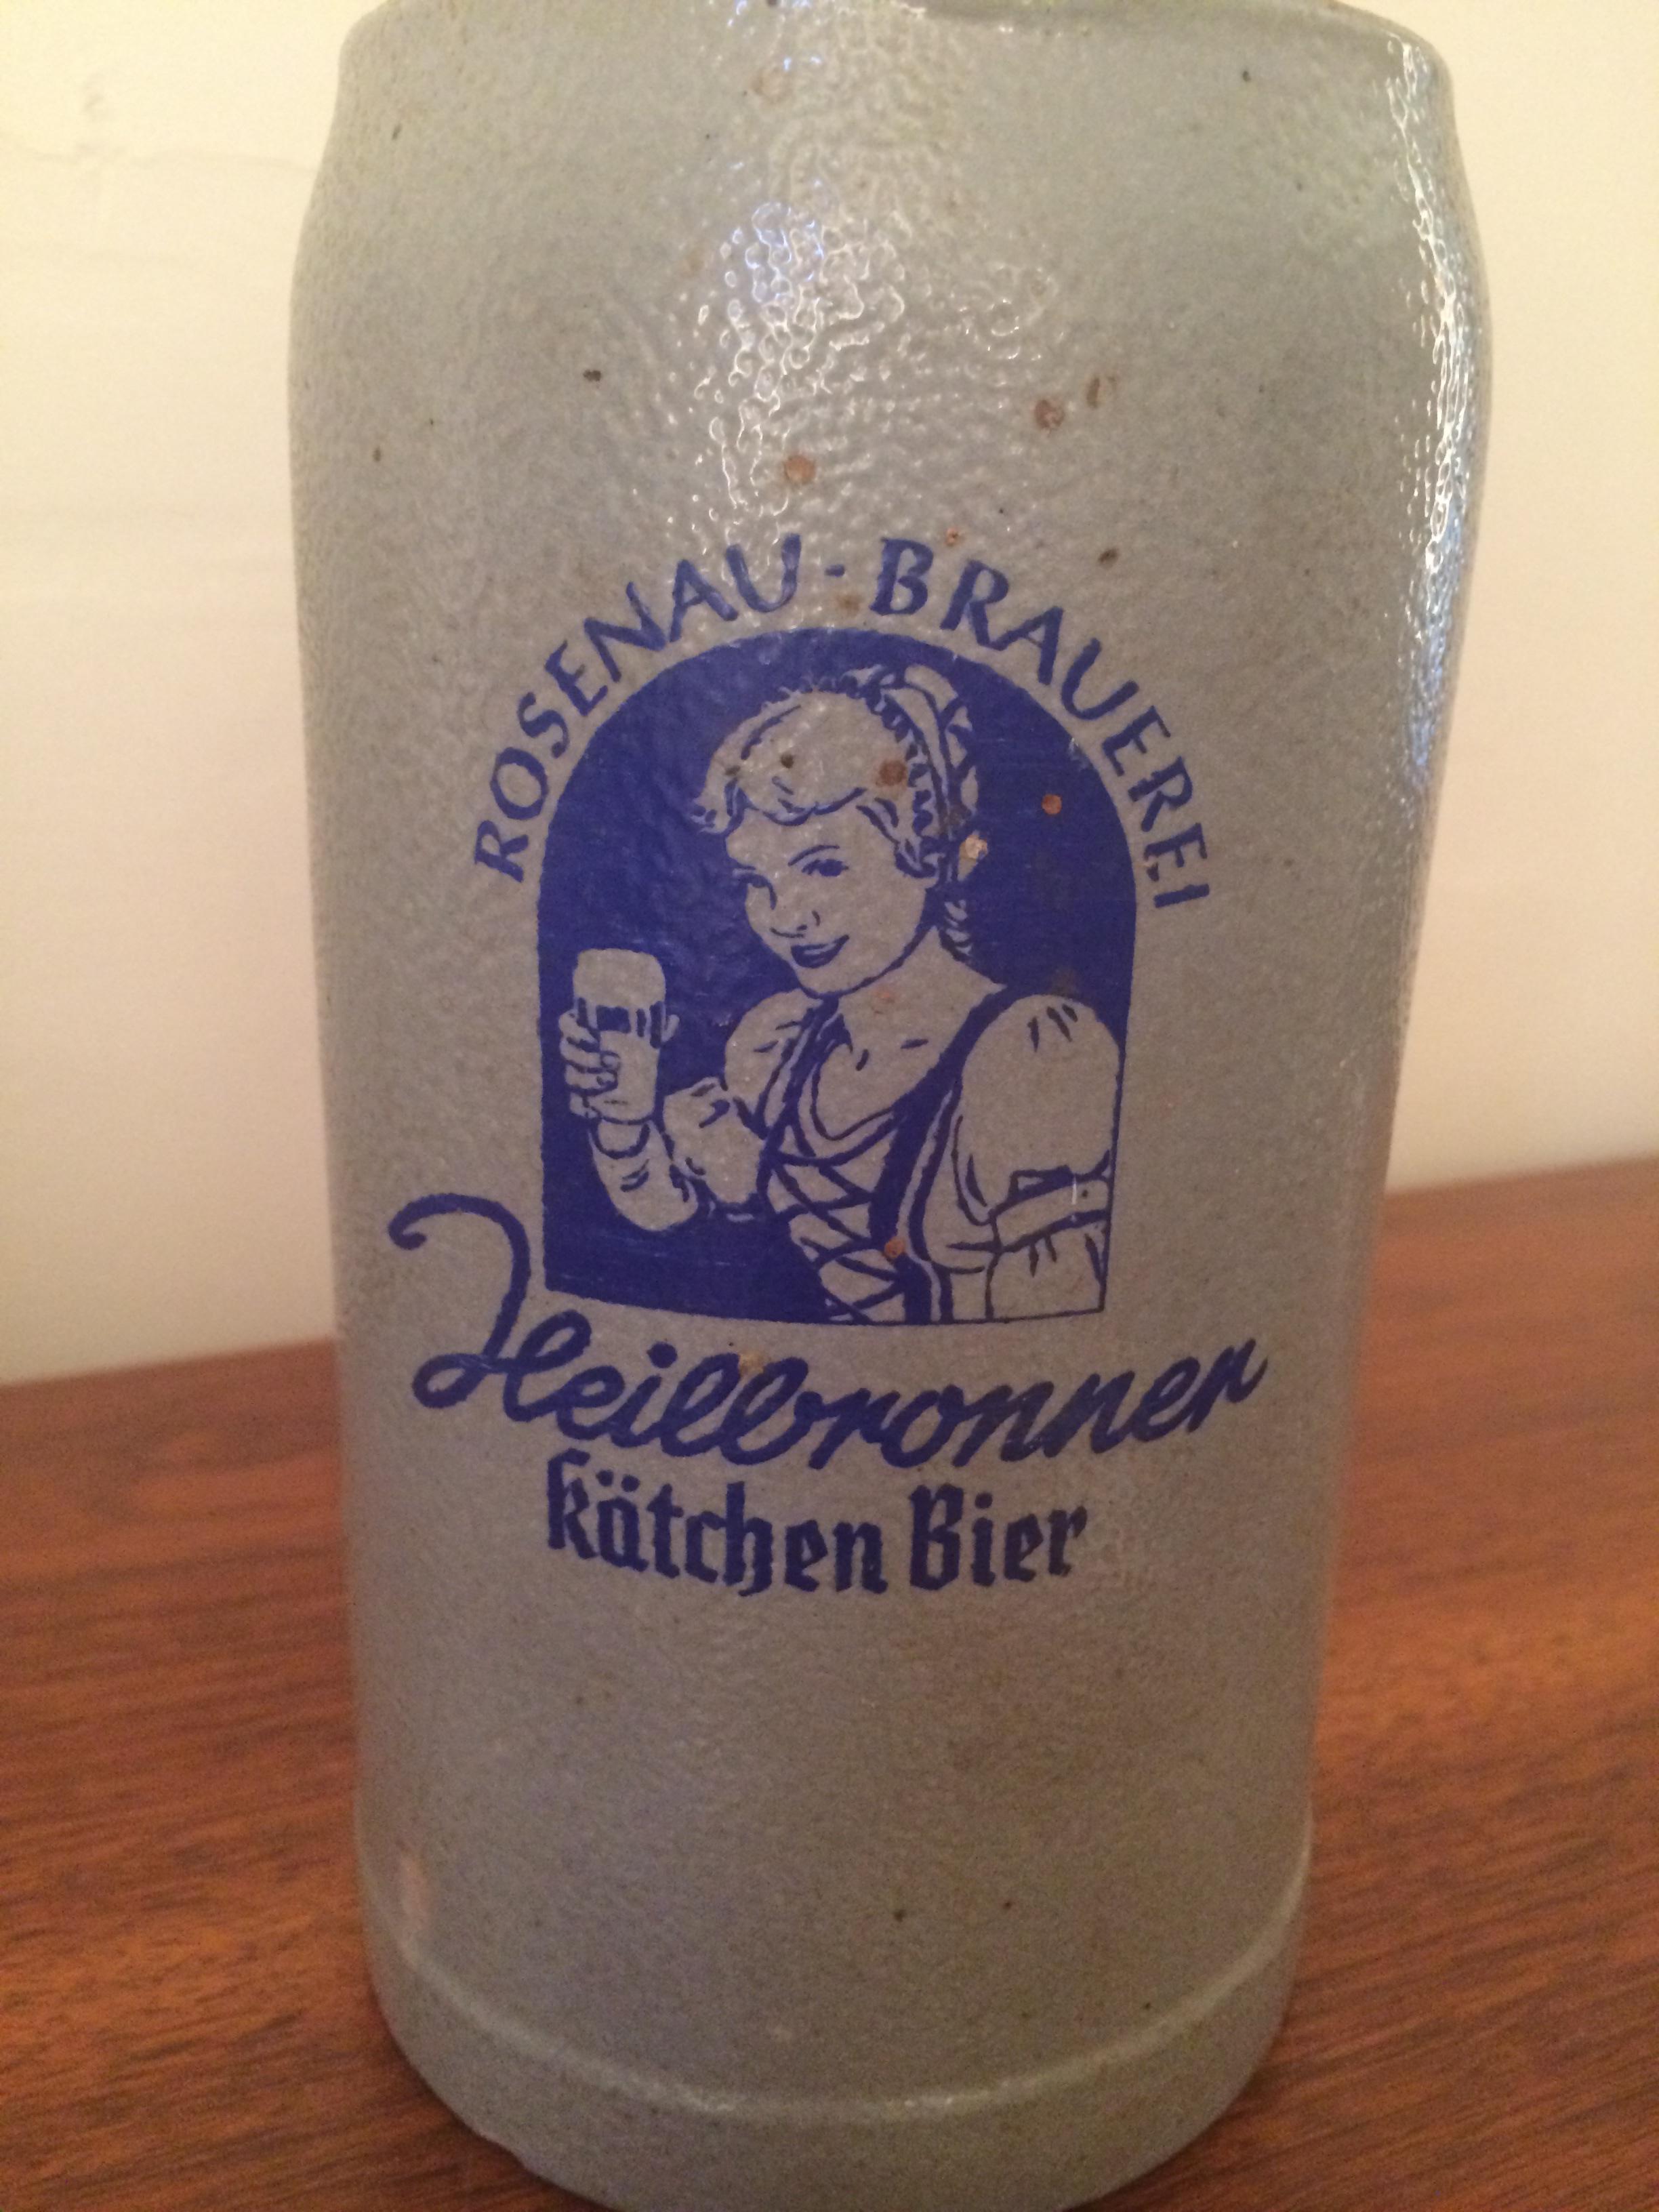 ROSENAU-BRAUEREI
Heilbronner
Kätchen Bier